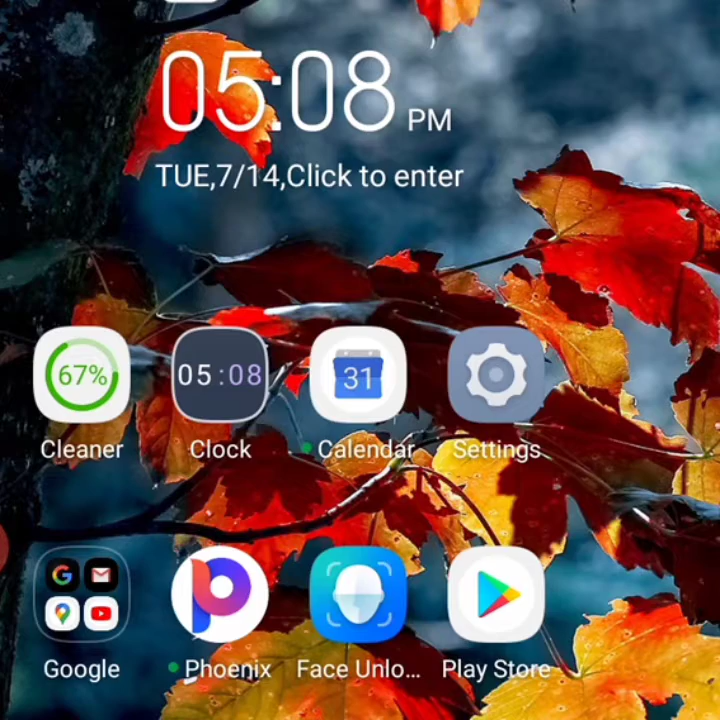 05:08 PM
TUE,7/14,Click to enter
67%
05:08
31
Cleaner
Clock
Calendar
Settings
Google
Phoenix
Face Unlo...
Play Store